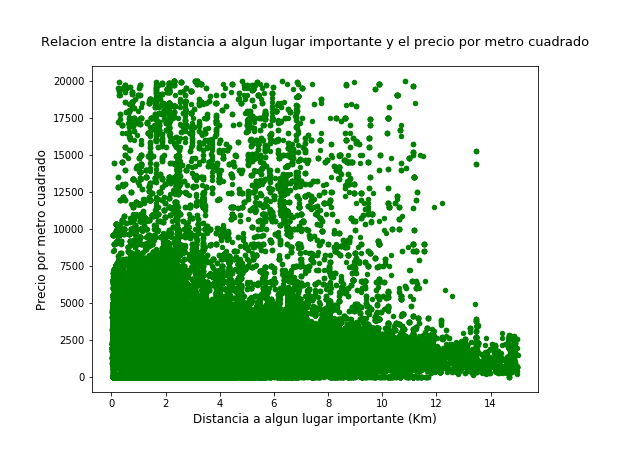 Relacion entre la distancia a algun lugar importante y el precio por metro cuadrado
20000
17500
15000
12500
10000
7500
5000
2500
0
Precio por metro cuadrado
0 2 4 6 8 10 12 14
Distancia a algun lugar importante (Km)